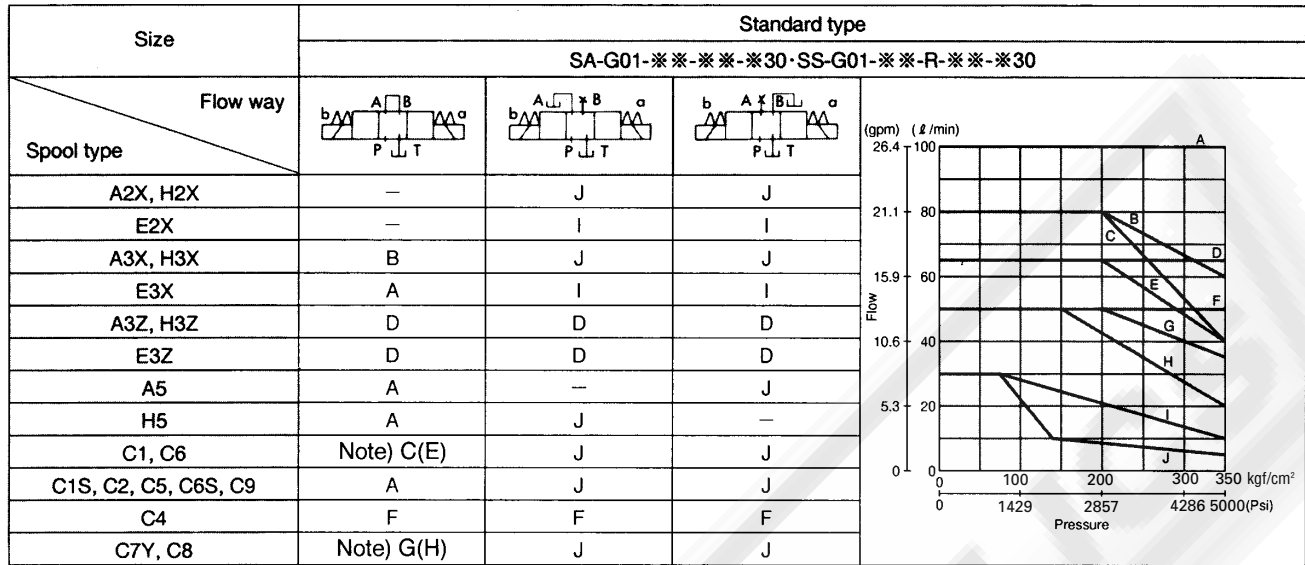 Size
Standard type
SA-G01-※※-※※-※30·SS-G01-※※-R-※※-※30
Flow way
Spool type
A B
b a
P T
A B
b a
P T
A B
b a
P T
A2X, H2X — J J
E2X — I I
A3X, H3X B J J
E3X A I I
A3Z, H3Z D D D
E3Z D D D
A5 A — J
H5 A J —
C1, C6 Note) C(E) J J
C1S, C2, C5, C6S, C9 A J J
C4 F F F
C7Y, C8 Note) G(H) J J
(gpm) (ℓ/min)
26.4 100
21.1 80
15.9 60
10.6 40
5.3 20
0 0
Flow
A
B
C
D
E
F
G
H
I
J
0 100 200 300 350 kgf/cm²
0 1429 2857 4286 5000(Psi)
Pressure